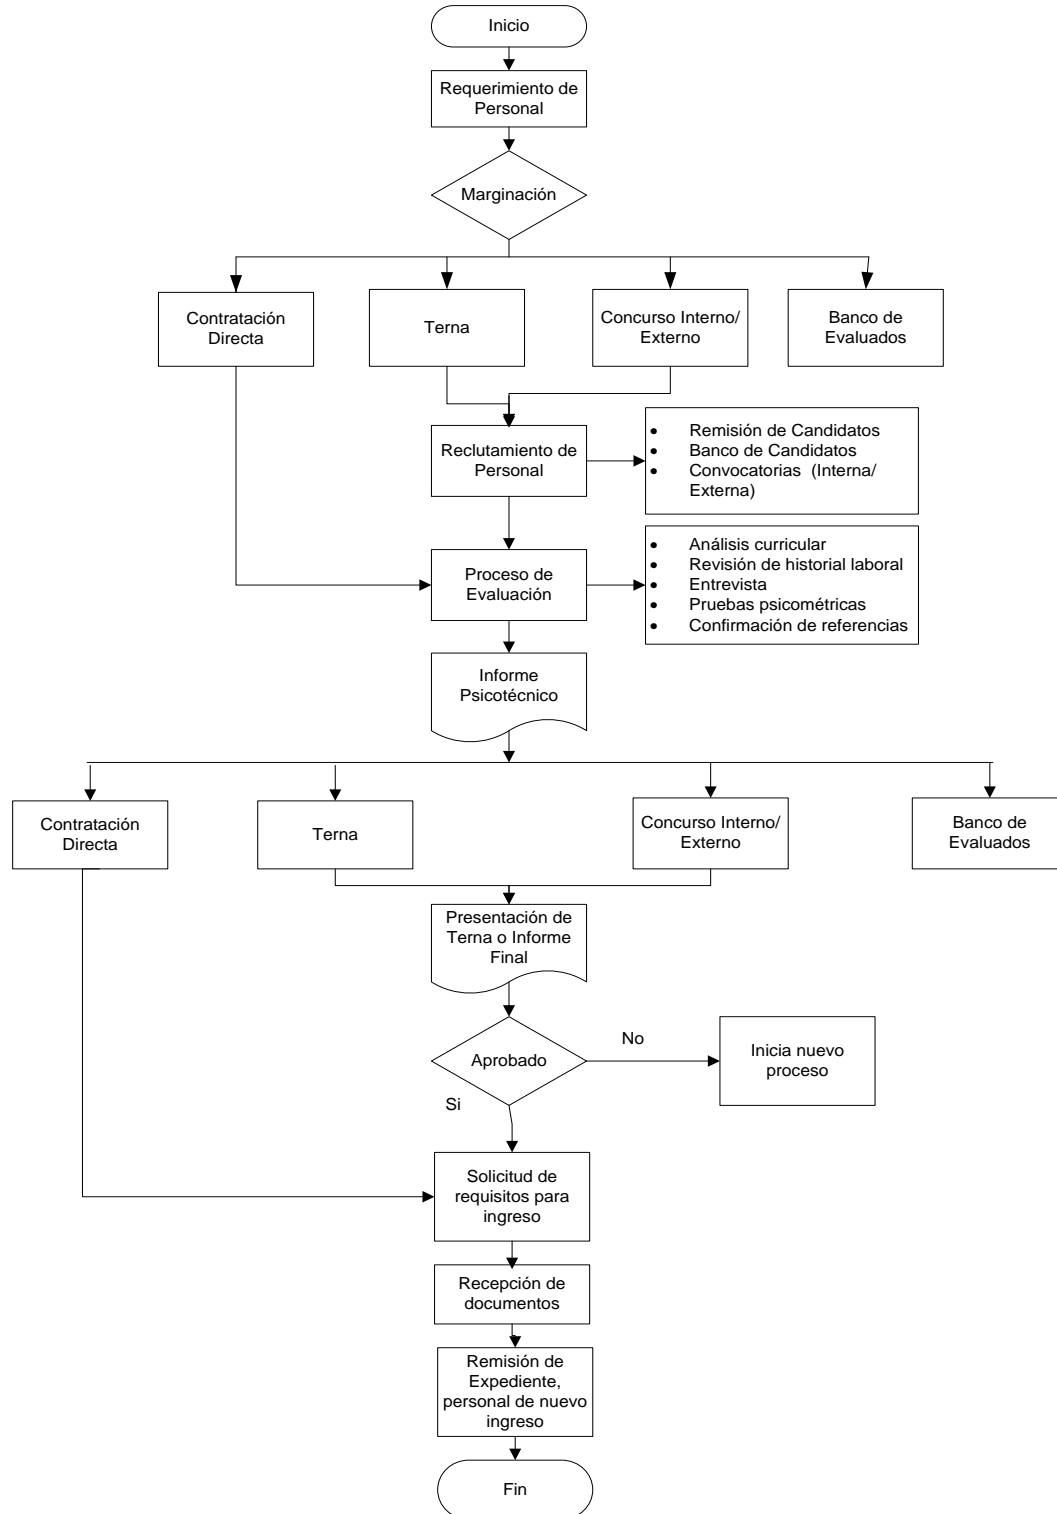 Inicio
Requerimiento de
Personal
Marginación
Contratación
Directa
Terna
Concurso Interno/
Externo
Banco de
Evaluados
Reclutamiento de
Personal
• Remisión de Candidatos
• Banco de Candidatos
• Convocatorias (Interna/
Externa)
Proceso de
Evaluación
• Análisis curricular
• Revisión de historial laboral
• Entrevista
• Pruebas psicométricas
• Confirmación de referencias
Informe
Psicotécnico
Contratación
Directa
Terna
Concurso Interno/
Externo
Banco de
Evaluados
Presentación de
Terna o Informe
Final
Aprobado
No
Inicia nuevo
proceso
Si
Solicitud de
requisitos para
ingreso
Recepción de
documentos
Remisión de
Expediente,
personal de nuevo
ingreso
Fin